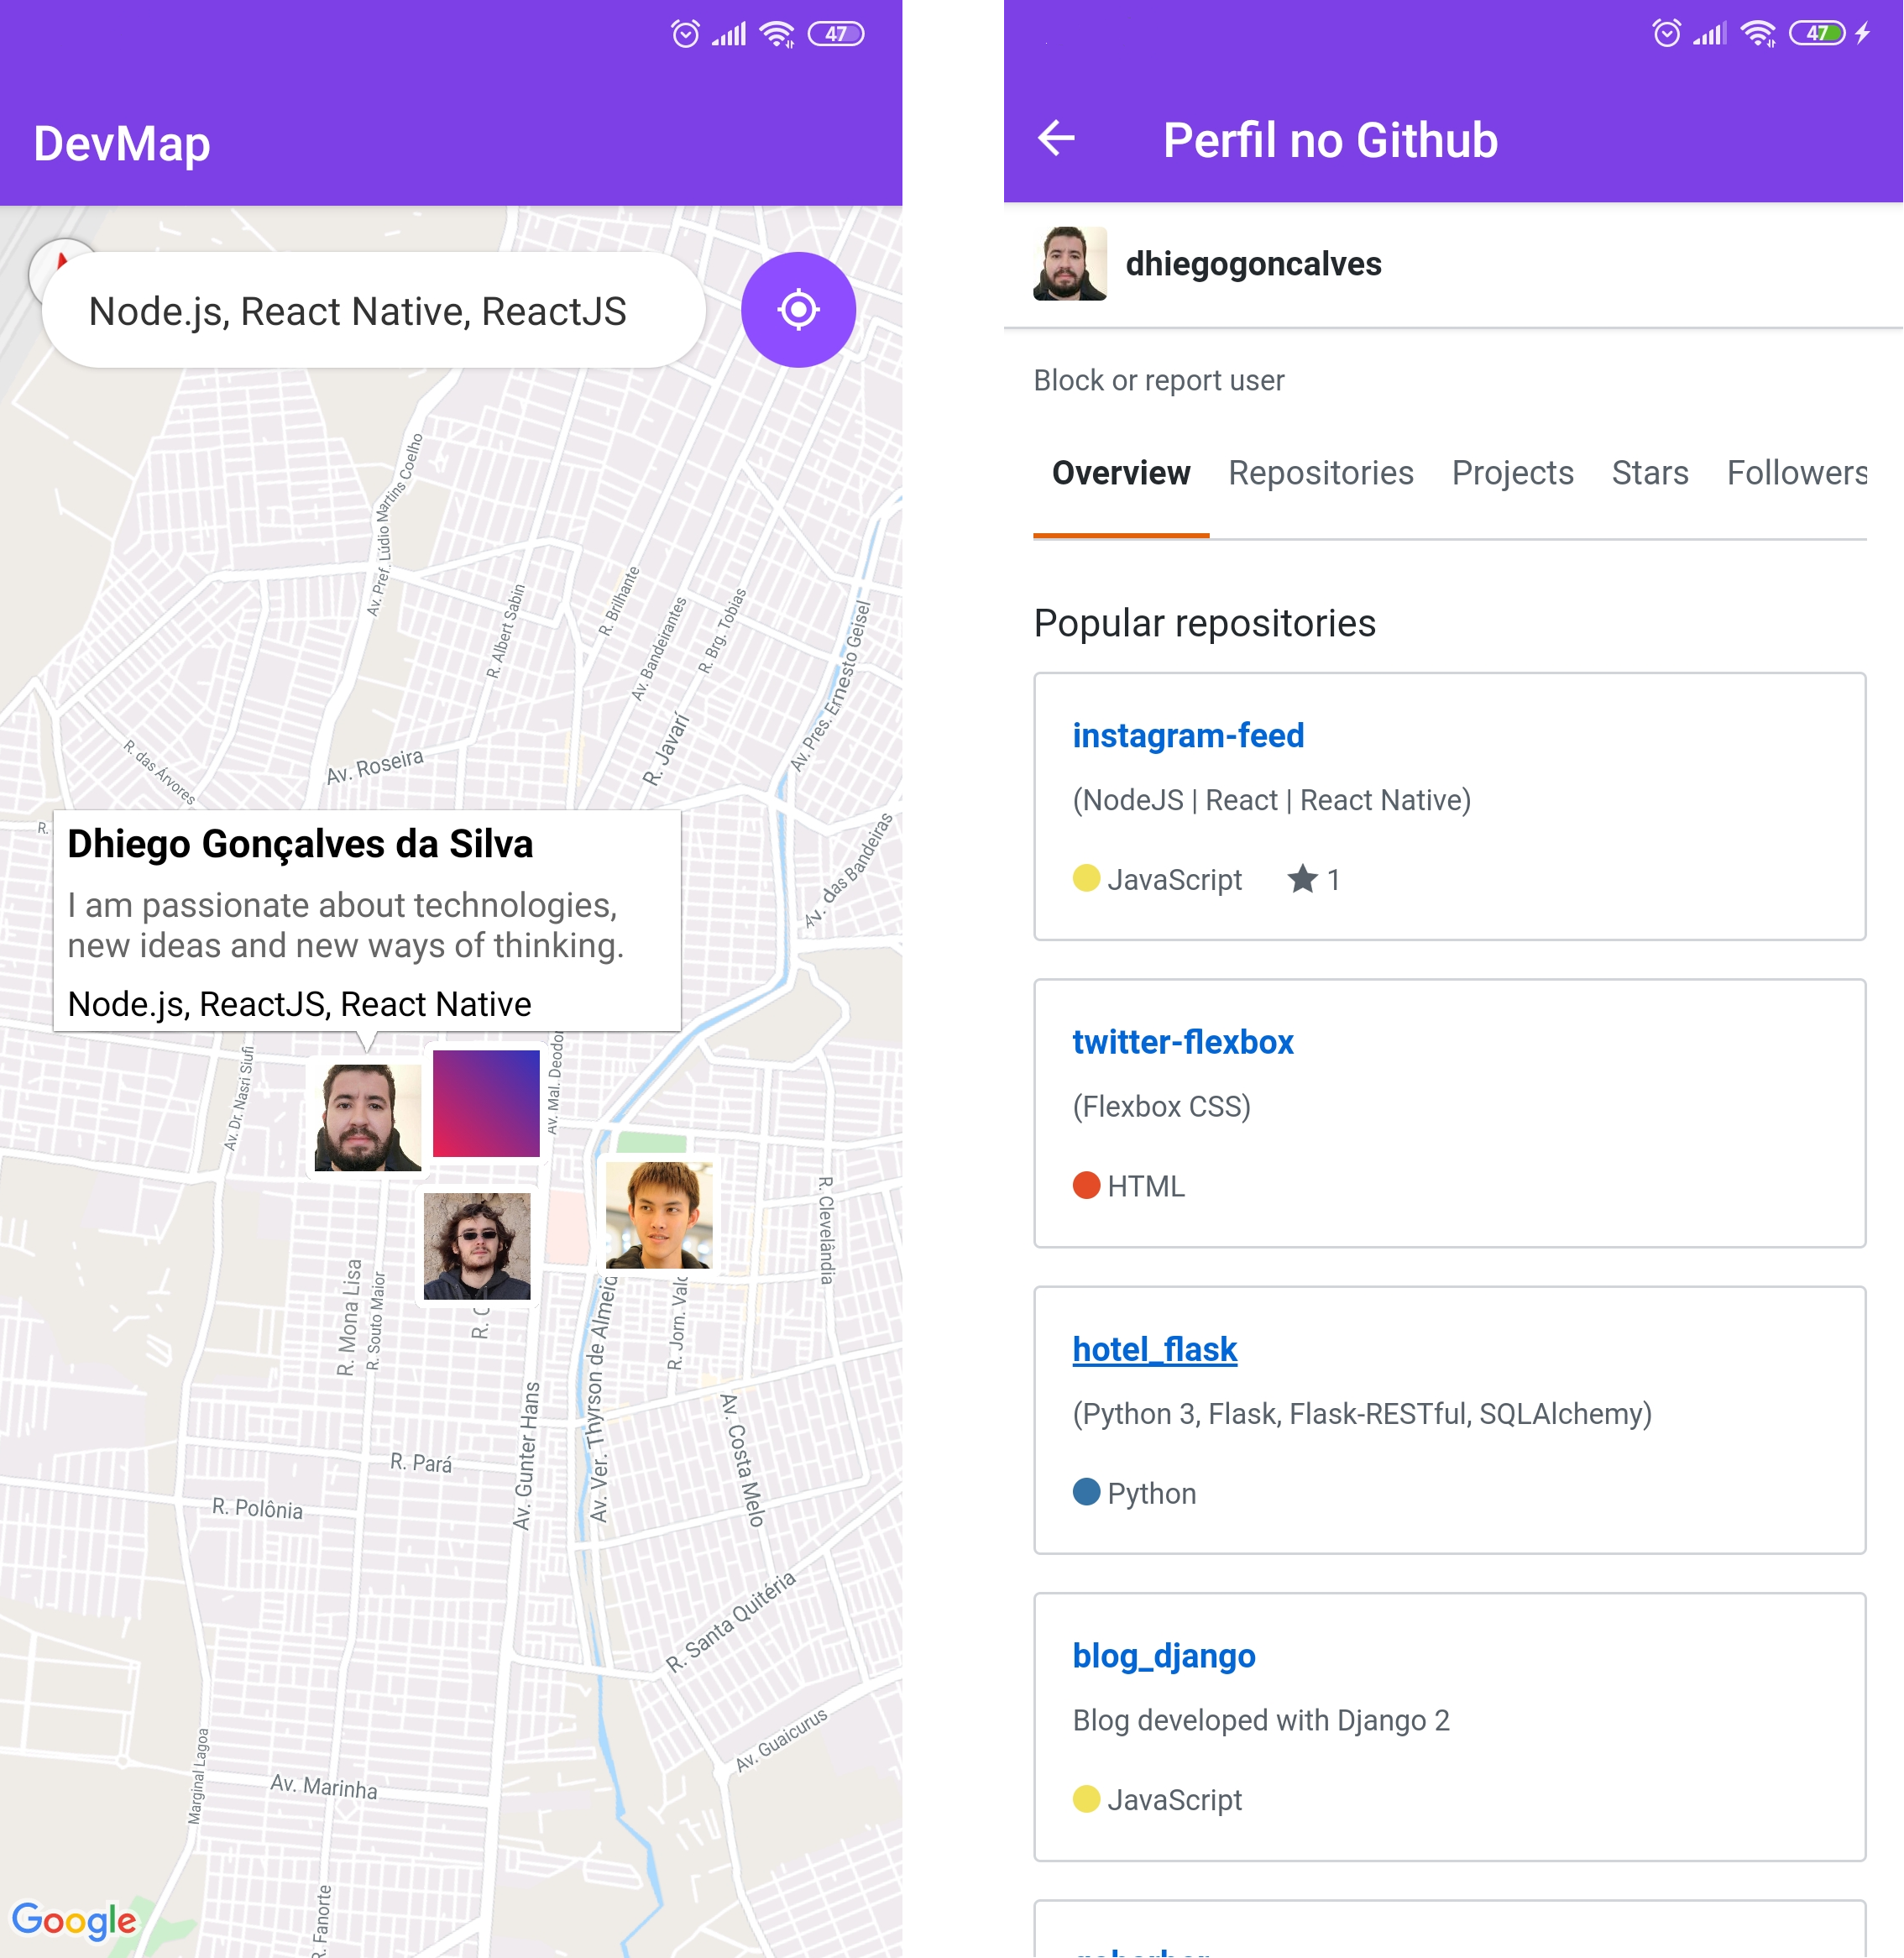 47
DevMap
Node.js, React Native, ReactJS
Av. Pref. Lúdio Martins Coelho
R. Albert Sabin
R. Brilhante
Av. Bandeirantes
R. Brg. Tobias
Av. Pres. Ernesto Geisel
R. Javarí
Av. Roseira
R. das Árvores
R.
Av. das Bandeiras
Dhiego Gonçalves da Silva
I am passionate about technologies,
new ideas and new ways of thinking.
Node.js, ReactJS, React Native
Av. Dr. Nasri Siufi
Av. Mal. Deodor
R. Clevelândia
R. Mona Lisa
R. Souto Maior
R. C
Av. Ver. Thyrson de Almeid
R. Jorn. Valc
Av. Gunter Hans
Av. Costa Melo
R. Pará
R. Polônia
R. Santa Quitéria
Av. Guaicurus
Marginal Lagoa
Av. Marinha
R. Fanorte
Google
47
Perfil no Github
dhiegogoncalves
Block or report user
Overview Repositories Projects Stars Followers
Popular repositories
instagram-feed
(NodeJS | React | React Native)
JavaScript 1
twitter-flexbox
(Flexbox CSS)
HTML
hotel_flask
(Python 3, Flask, Flask-RESTful, SQLAlchemy)
Python
blog_django
Blog developed with Django 2
JavaScript